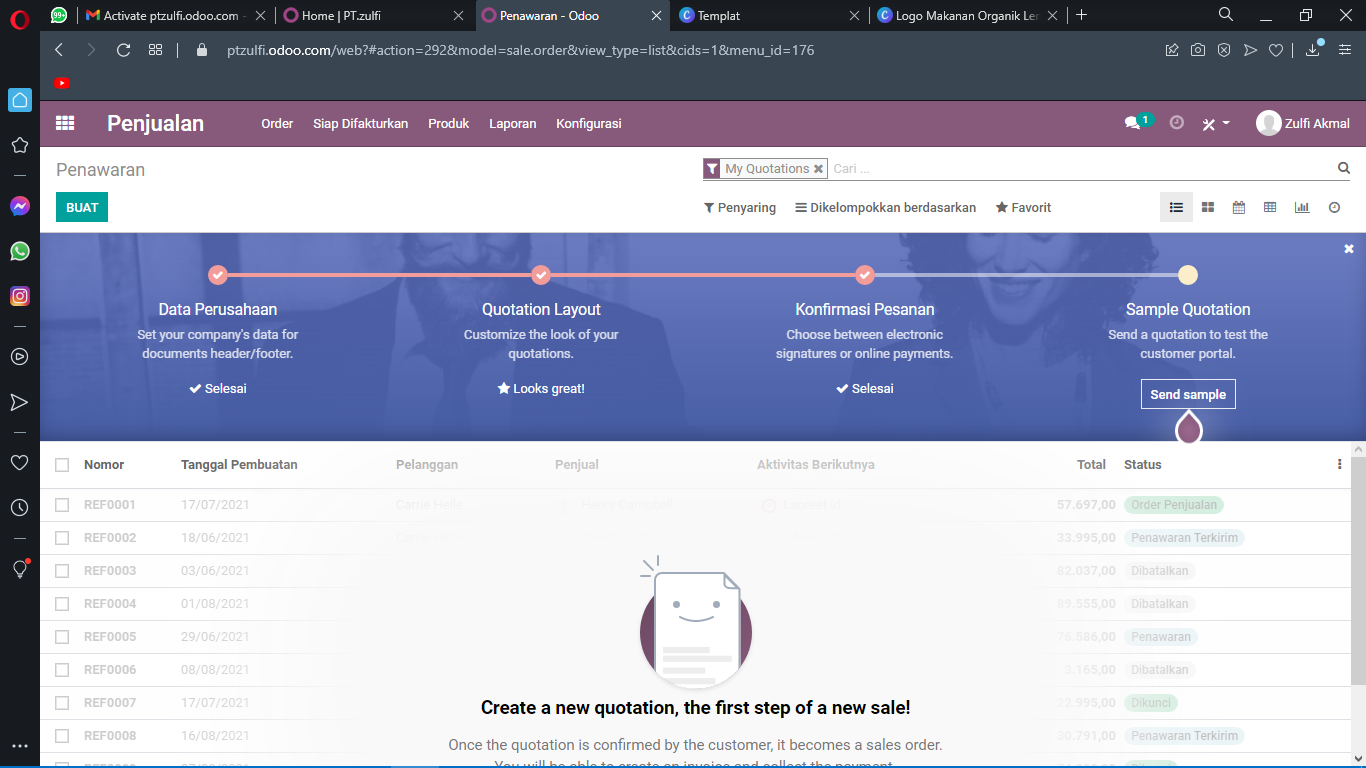 99+
Activate ptzulfi.odoo.com -
Home | PT.zulfi
Penawaran - Odoo
Templat
Logo Makanan Organik Ler
ptzulfi.odoo.com/web?#action=292&model=sale.order&view_type=list&cids=1&menu_id=176
Penjualan
Order
Siap Difakturkan
Produk
Laporan
Konfigurasi
1
Zulfi Akmal
Penawaran
My Quotations
Cari ...
BUAT
Penyaring
Dikelompokkan berdasarkan
Favorit
Data Perusahaan
Set your company's data for
documents header/footer.
Selesai
Quotation Layout
Customize the look of your
quotations.
Looks great!
Konfirmasi Pesanan
Choose between electronic
signatures or online payments.
Selesai
Sample Quotation
Send a quotation to test the
customer portal.
Send sample
Nomor Tanggal Pembuatan Pelanggan Penjual Aktivitas Berikutnya Total Status
REF0001 17/07/2021 Carrie Helle 57.697,00 Order Penjualan
REF0002 18/06/2021 33.995,00 Penawaran Terkirim
REF0003 03/06/2021 82.037,00 Dibatalkan
REF0004 01/08/2021 89.555,00 Dibatalkan
REF0005 29/06/2021 76.586,00 Penawaran
REF0006 08/08/2021 3.165,00 Dibatalkan
REF0007 17/07/2021 22.995,00 Dikunci
REF0008 16/08/2021 30.791,00 Penawaran Terkirim
Create a new quotation, the first step of a new sale!
Once the quotation is confirmed by the customer, it becomes a sales order.
You will be able to create an invoice and collect the payment.